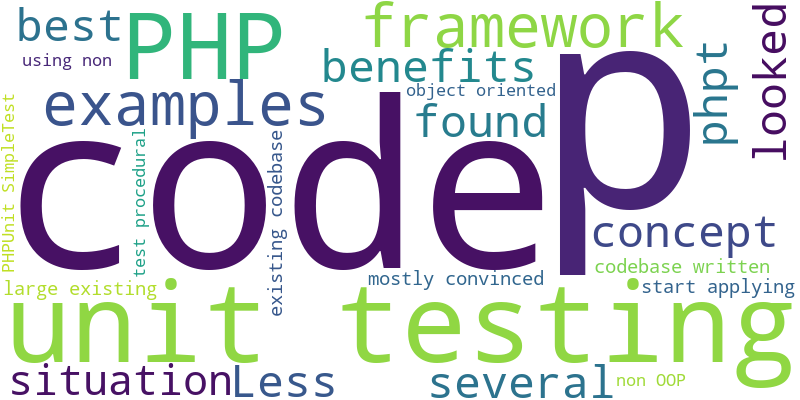 best
PHP
framework
looked
using non
benefits
phpt
examples
object oriented
found
code
p
PHPUnit SimpleTest
test procedural
existing codebase
concept
codebase written
mostly convinced
start applying
large existing
unit testing
situation
Less
several
non OOP